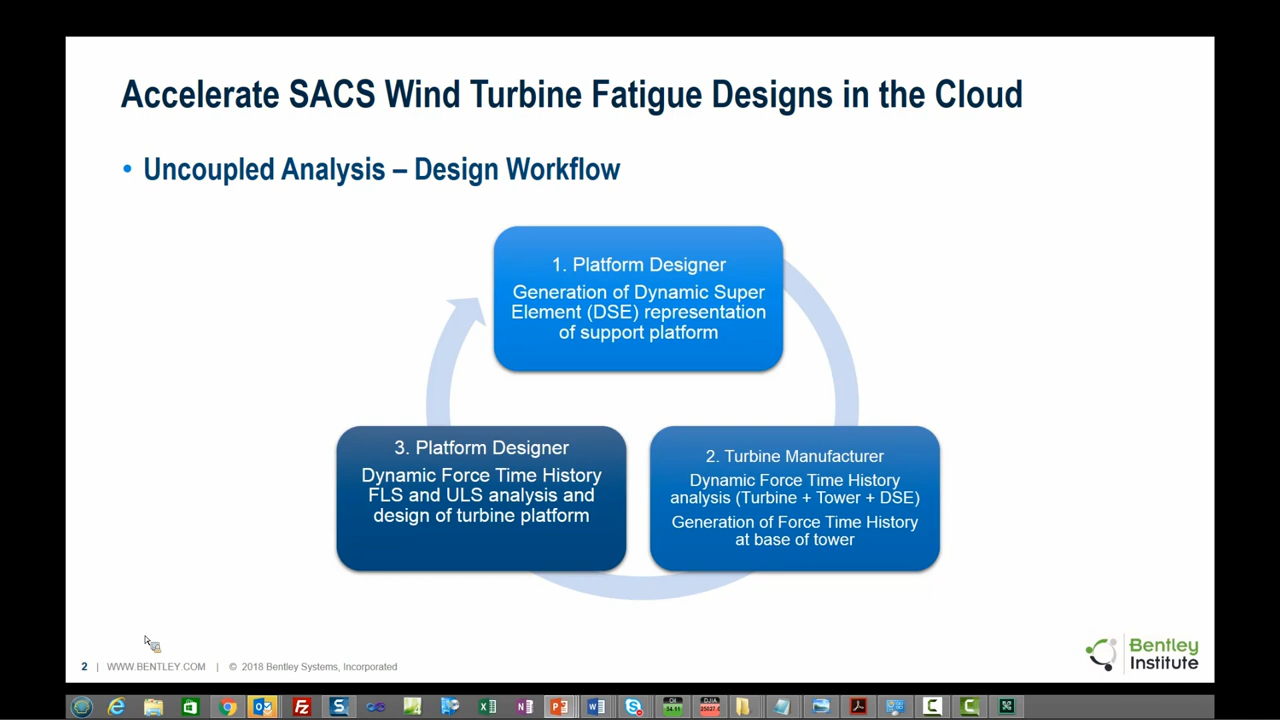 Accelerate SACS Wind Turbine Fatigue Designs in the Cloud
• Uncoupled Analysis – Design Workflow
1. Platform Designer
Generation of Dynamic Super
Element (DSE) representation
of support platform
3. Platform Designer
Dynamic Force Time History
FLS and ULS analysis and
design of turbine platform
2. Turbine Manufacturer
Dynamic Force Time History
analysis (Turbine + Tower + DSE)
Generation of Force Time History
at base of tower
2 | WWW.BENTLEY.COM | © 2018 Bentley Systems, Incorporated
Bentley
Institute